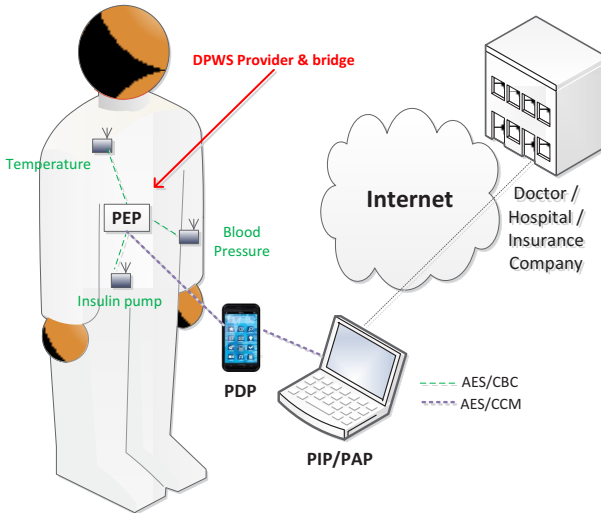 DPWS Provider & bridge
Temperature
PEP
Blood
Pressure
Insulin pump
Internet
Doctor /
Hospital /
Insurance
Company
PDP
PIP/PAP
AES/CBC
AES/CCM